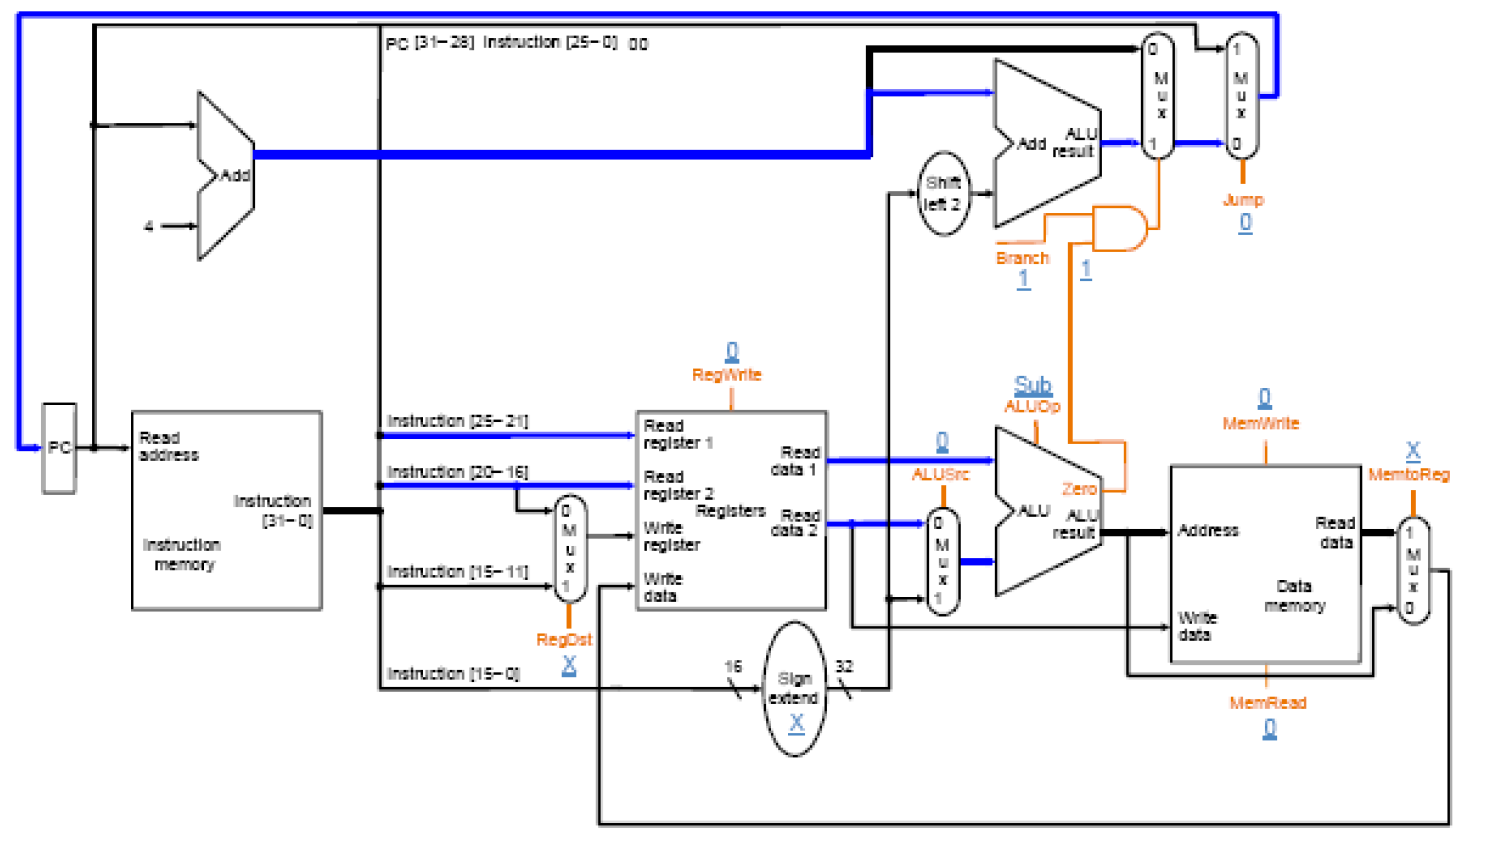 PC [31-28] Instruction [25-0] 00
0
M
u
x
1
1
M
u
x
0
Add
ALU
result
Add
Shift
left 2
4
Jump
0
Branch
1
1
0
RegWrite
Sub
ALUOp
0
MemWrite
PC
Read
address
Instruction
[31-0]
Instruction
memory
Instruction [25-21]
Instruction [20-16]
Instruction [15-11]
Instruction [15-0]
0
M
u
x
1
RegDst
X
Read
register 1
Read
register 2
Registers
Write
register
Write
data
Read
data 1
Read
data 2
0
ALUSrc
0
M
u
x
1
Zero
ALU
ALU
result
Address
Read
data
Data
memory
Write
data
X
MemtoReg
1
M
u
x
0
16
Sign
extend
X
32
MemRead
0